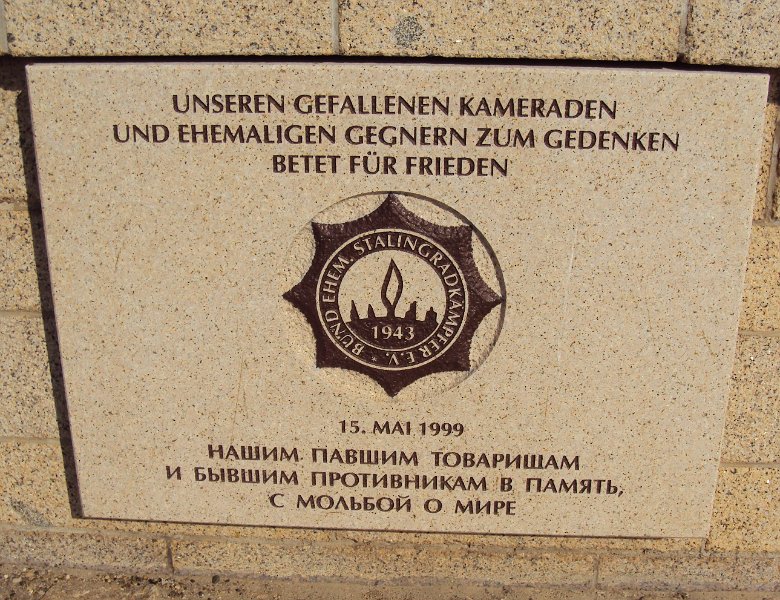 UNSEREN GEFALLENEN KAMERADEN
UND EHEMALIGEN GEGNERN ZUM GEDENKEN
BETET FÜR FRIEDEN
BUND EHEM. STALINGRADKÄMPFER E.V.
1943
15. MAI 1999
НАШИМ ПАВШИМ ТОВАРИЩАМ
И БЫВШИМ ПРОТИВНИКАМ В ПАМЯТЬ,
С МОЛЬБОЙ О МИРЕ